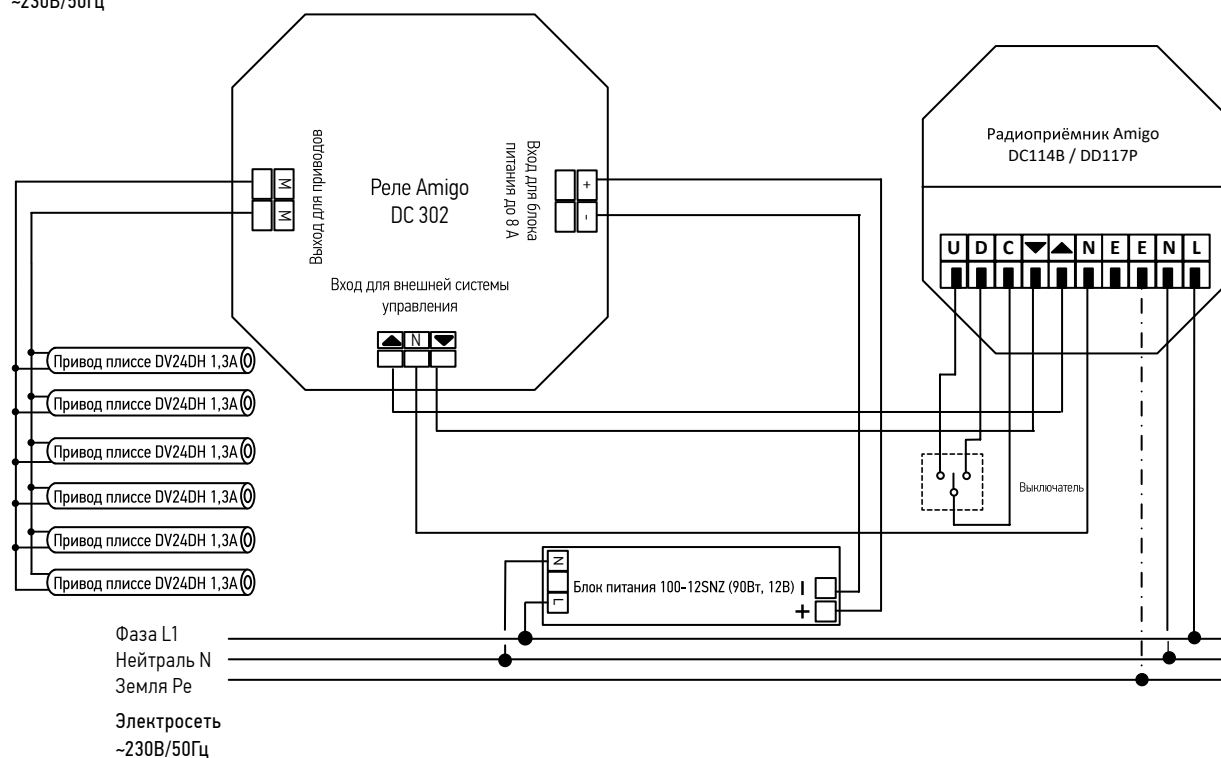 ~230В/50Гц
Радиоприёмник Amigo
DC114B / DD117P
U D C ▼ ▲ N E E N L
Выход для приводов
M
M
Реле Amigo
DC 302
Вход для блока
питания до 8 А
+
-
Вход для внешней системы
управления
▲ N ▼
Привод плиссе DV24DH 1,3А
Привод плиссе DV24DH 1,3А
Привод плиссе DV24DH 1,3А
Привод плиссе DV24DH 1,3А
Привод плиссе DV24DH 1,3А
Привод плиссе DV24DH 1,3А
Выключатель
N
L
Блок питания 100-12SNZ (90Вт, 12В)
-
+
Фаза L1
Нейтраль N
Земля Pe
Электросеть
~230В/50Гц